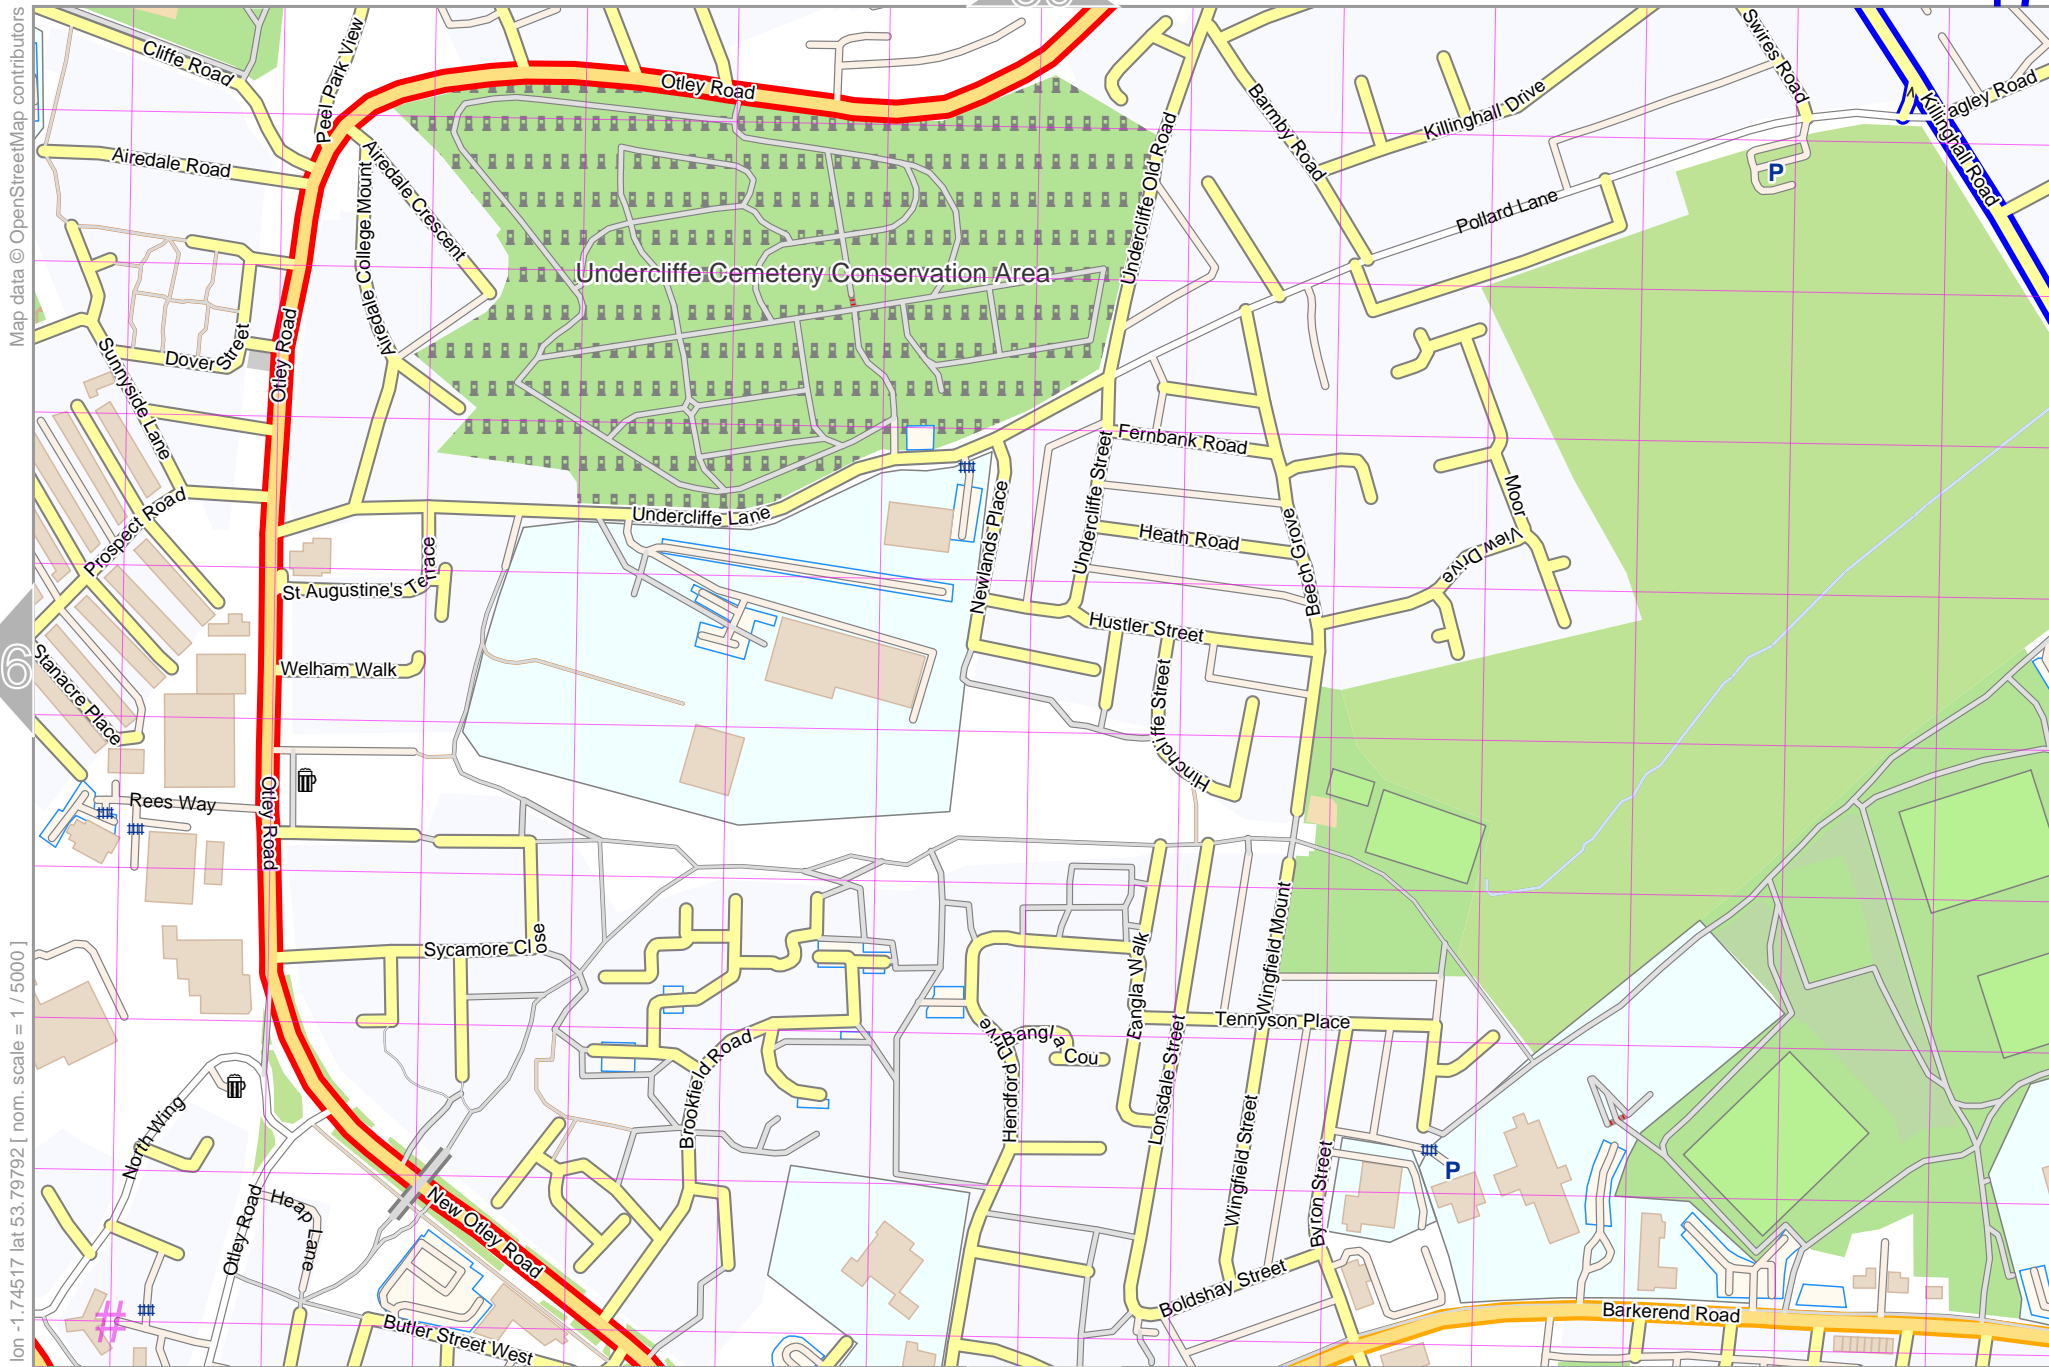 Map data © OpenStreetMap contributors
lon -1.74517 lat 53.79792 [ nom. scale = 1 / 5000 ]
6
Cliffe Road
Peel Park View
Otley Road
Swires Road
Killinghall Road
Barmby Road
Killinghall Drive
Airedale Road
Airedale Crescent
Airedale College Mount
Undercliffe Old Road
Pollard Lane
P
Undercliffe Cemetery Conservation Area
Otley Road
Dover Street
Sunnyside Lane
Fernbank Road
Undercliffe Street
Prospect Road
Undercliffe Lane
Newlands Place
Heath Road
Beech Grove
Moor View Drive
St Augustine's Terrace
Hustler Street
Welham Walk
Stanacre Place
Hinchcliffe Street
Rees Way
Otley Road
Sycamore Close
Eangla Walk
Wingfield Mount
Tennyson Place
Bangla
Cou
Hendford Drive
Brookfield Road
Lonsdale Street
North Wing
Wingfield Street
Byron Street
P
Otley Road
Heap Lane
New Otley Road
Boldshay Street
Barkerend Road
Butler Street West
#